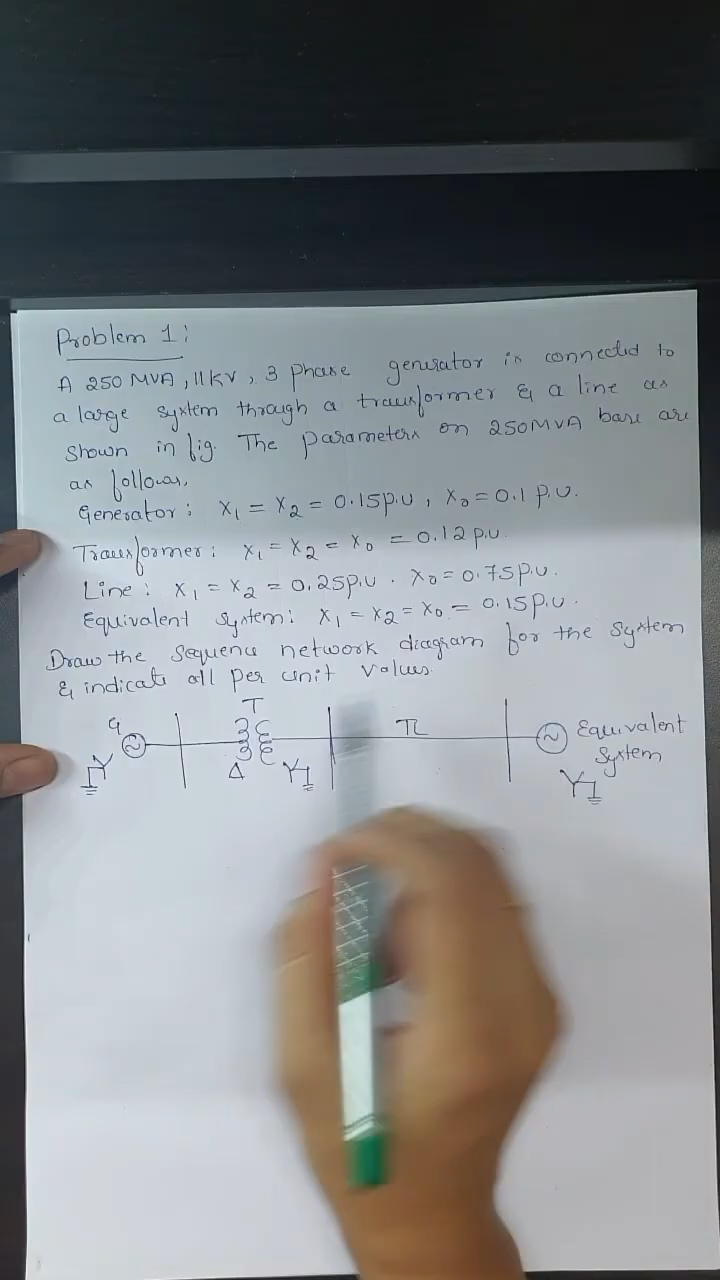 Problem 1:
A 250 MVA, 11KV, 3 phase generator is connected to
a large system through a transformer & a line as
shown in fig. The parameters on 250MVA base are
as follows,
Generator: X₁ = X₂ = 0.15p.u, X₀ = 0.1 p.u.
Transformer: X₁ = X₂ = X₀ = 0.12 p.u.
Line: X₁ = X₂ = 0.25p.u. X₀ = 0.75p.u.
Equivalent system: X₁ = X₂ = X₀ = 0.15p.u.
Draw the sequence network diagram for the system
& indicate all per unit values.
G T TL Equivalent
System
Δ Y Y